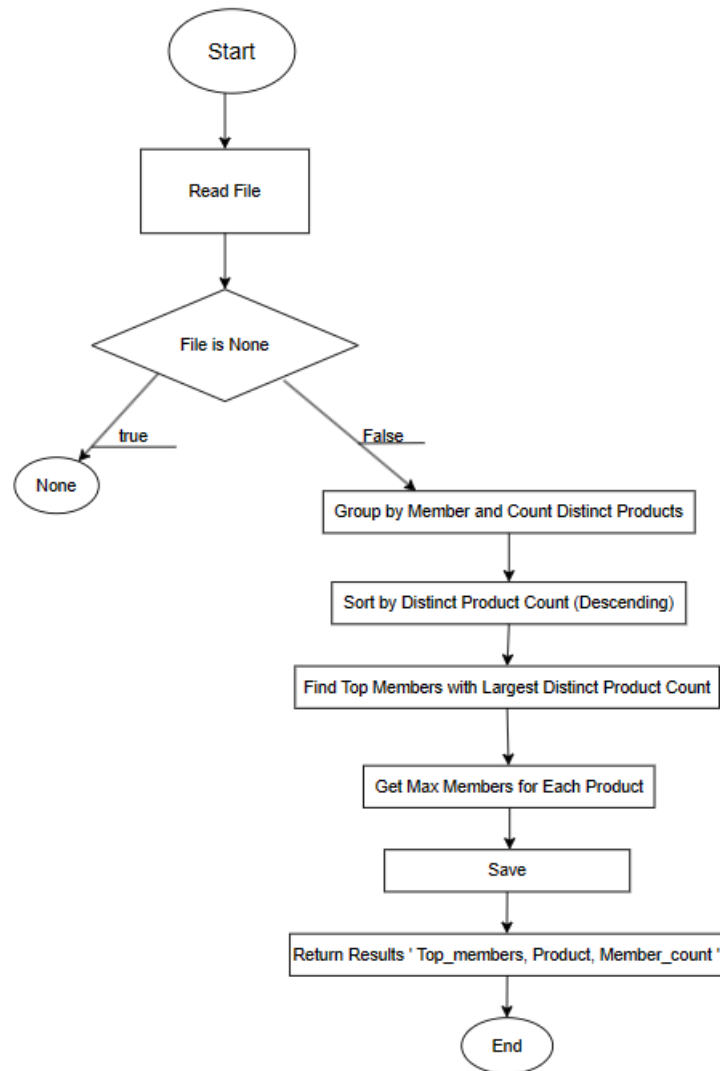 Start
Read File
File is None
true
False
None
Group by Member and Count Distinct Products
Sort by Distinct Product Count (Descending)
Find Top Members with Largest Distinct Product Count
Get Max Members for Each Product
Save
Return Results ' Top_members, Product, Member_count '
End